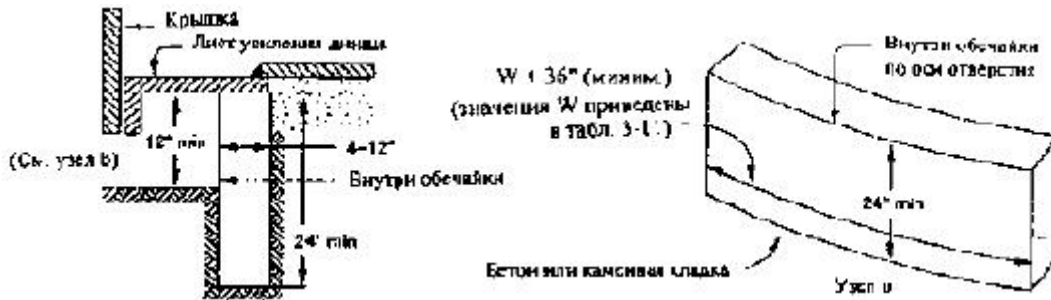 Крышка
Лист усиления днища
12" min
(См. узел b)
4-12"
Внутри обечайки
24" min
W + 36" (миним.)
(значения W приведены
в табл. 3-11)
Внутри обечайки
по оси отверстия
24" min
Бетон или каменная кладка
Узел